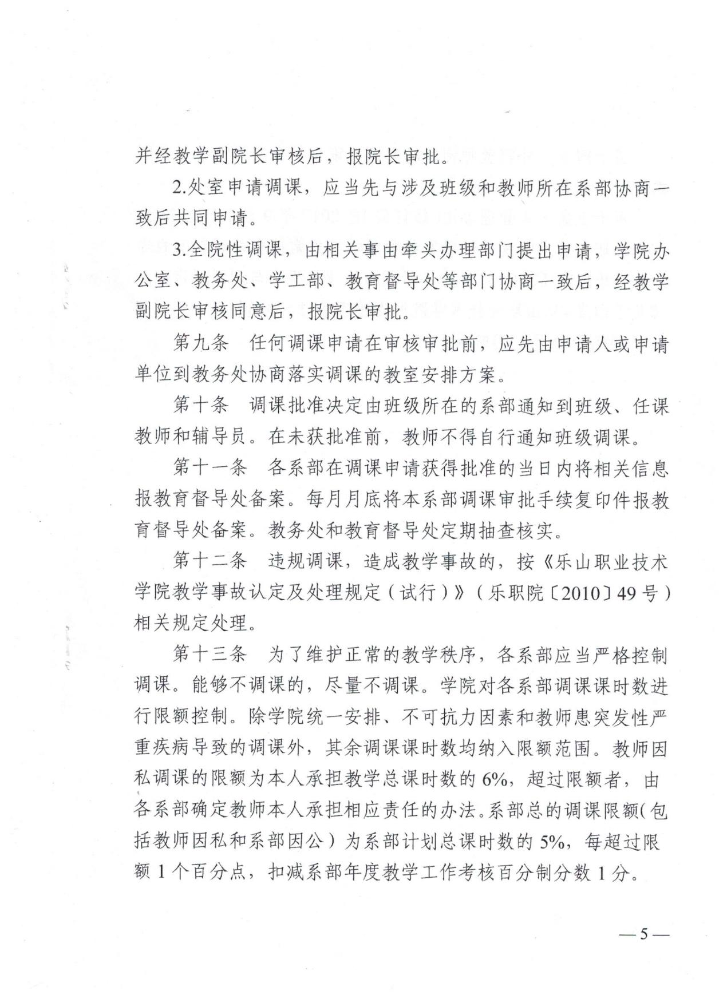 并经教学副院长审核后，报院长审批。
2.处室申请调课，应当先与涉及班级和教师所在系部协商一
致后共同申请。
3.全院性调课，由相关事由牵头办理部门提出申请，学院办
公室、教务处、学工部、教育督导处等部门协商一致后，经教学
副院长审核同意后，报院长审批。
第九条　任何调课申请在审核审批前，应先由申请人或申请
单位到教务处协商落实调课的教室安排方案。
第十条　调课批准决定由班级所在的系部通知到班级、任课
教师和辅导员。在未获批准前，教师不得自行通知班级调课。
第十一条　各系部在调课申请获得批准的当日内将相关信息
报教育督导处备案。每月月底将本系部调课审批手续复印件报教
育督导处备案。教务处和教育督导处定期抽查核实。
第十二条　违规调课，造成教学事故的，按《乐山职业技术
学院教学事故认定及处理规定（试行）》（乐职院〔2010〕49 号）
相关规定处理。
第十三条　为了维护正常的教学秩序，各系部应当严格控制
调课。能够不调课的，尽量不调课。学院对各系部调课课时数进
行限额控制。除学院统一安排、不可抗力因素和教师患突发性严
重疾病导致的调课外，其余调课课时数均纳入限额范围。教师因
私调课的限额为本人承担教学总课时数的 6%，超过限额者，由
各系部确定教师本人承担相应责任的办法。系部总的调课限额（包
括教师因私和系部因公）为系部计划总课时数的 5%，每超过限
额 1 个百分点，扣减系部年度教学工作考核百分制分数 1 分。
— 5 —